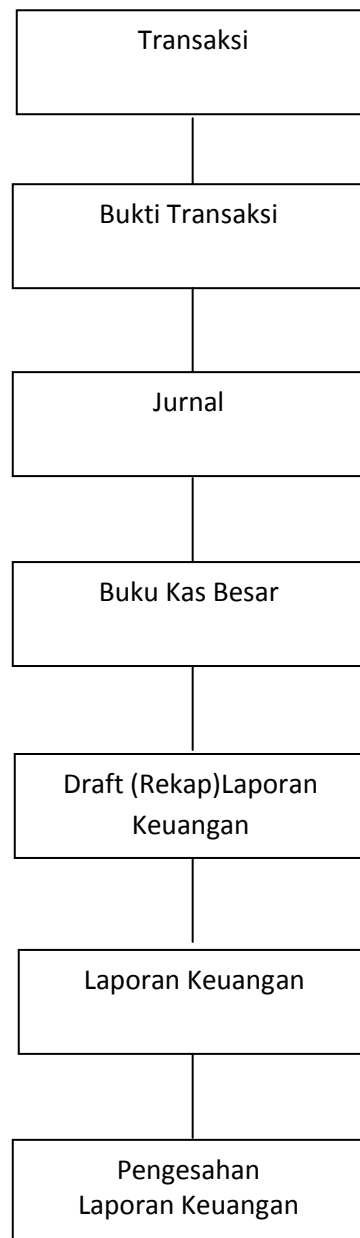 Transaksi
Bukti Transaksi
Jurnal
Buku Kas Besar
Draft (Rekap)Laporan
Keuangan
Laporan Keuangan
Pengesahan
Laporan Keuangan